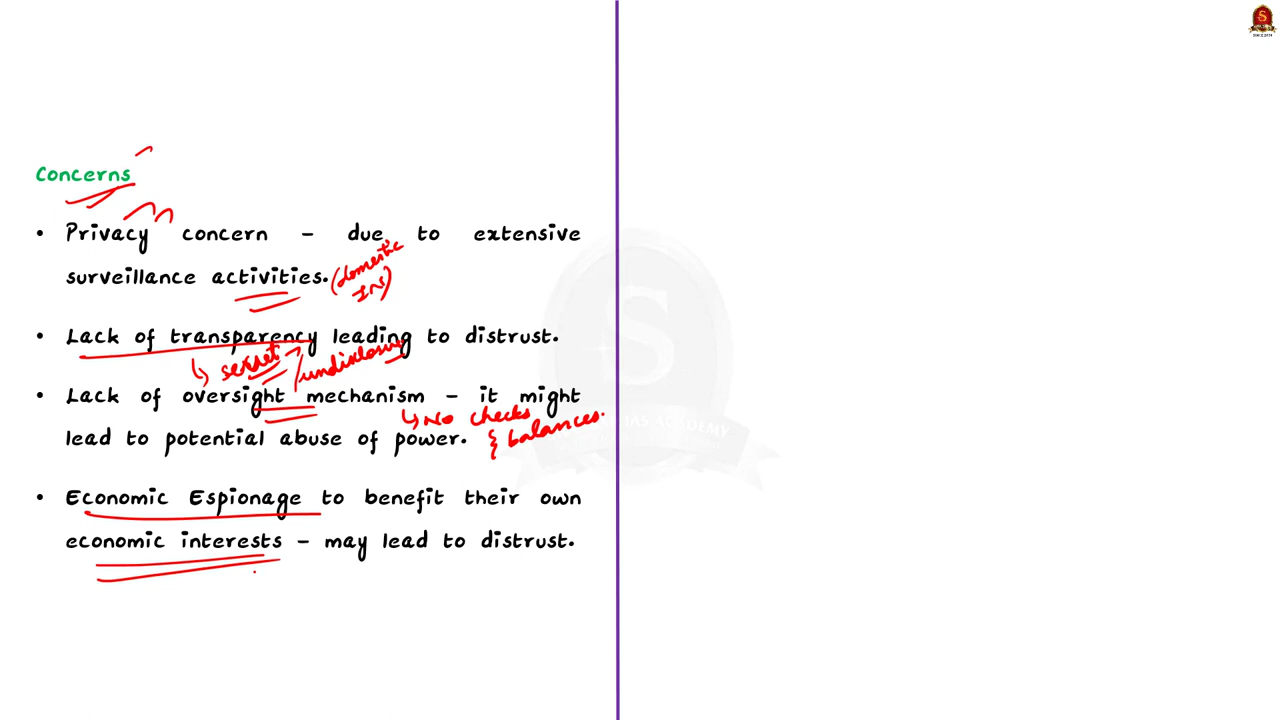 Concerns
• Privacy concern - due to extensive
surveillance activities. (domestic
IN)
• Lack of transparency leading to distrust.
↳ secret / undisclosed
• Lack of oversight mechanism - it might
↳ No checks
lead to potential abuse of power. & balances.
• Economic Espionage to benefit their own
economic interests - may lead to distrust.
S
IAS ACADEMY
S